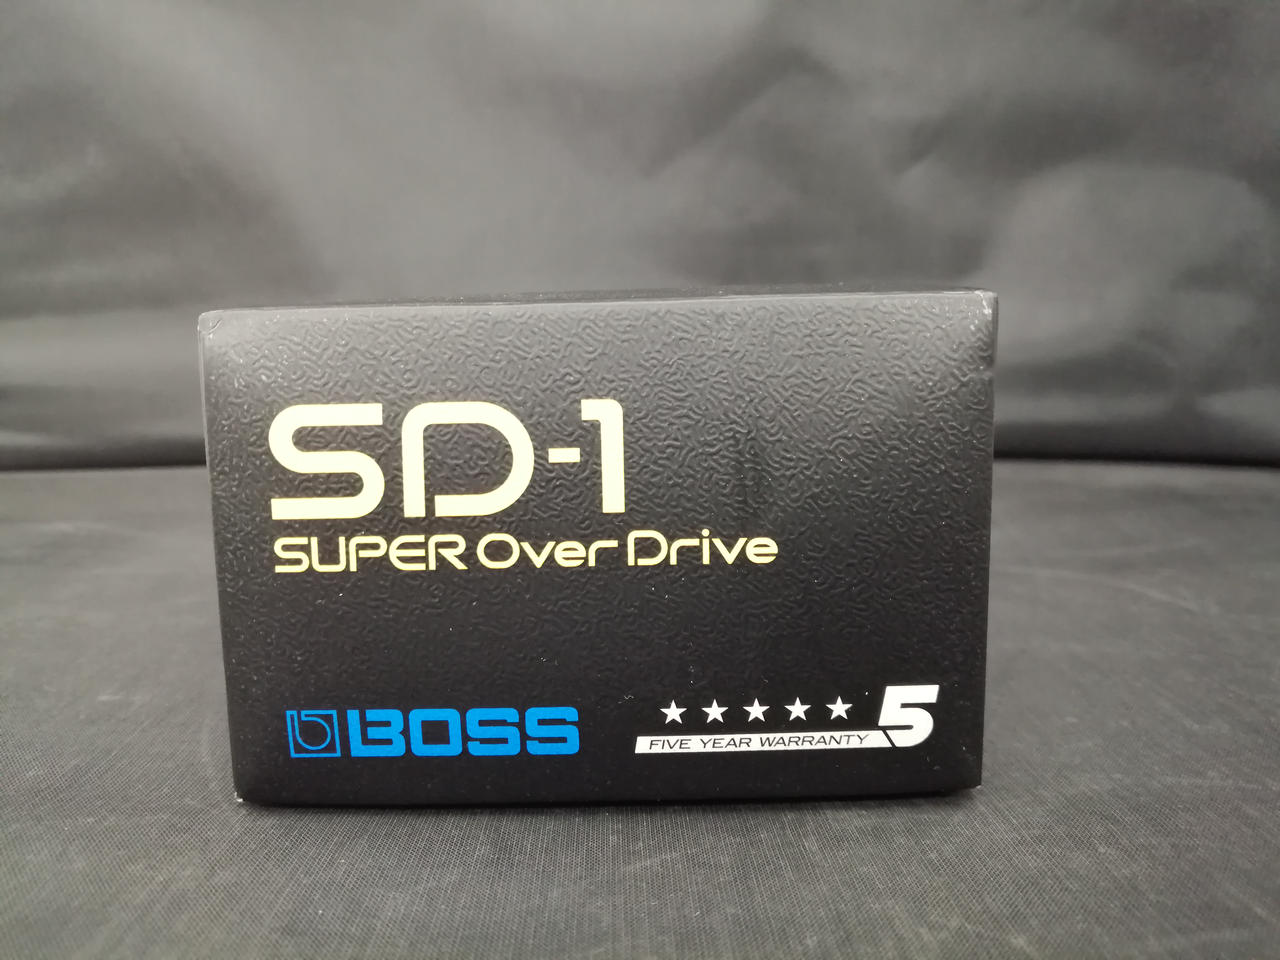 SD-1
SUPER Over Drive
BOSS
5
FIVE YEAR WARRANTY